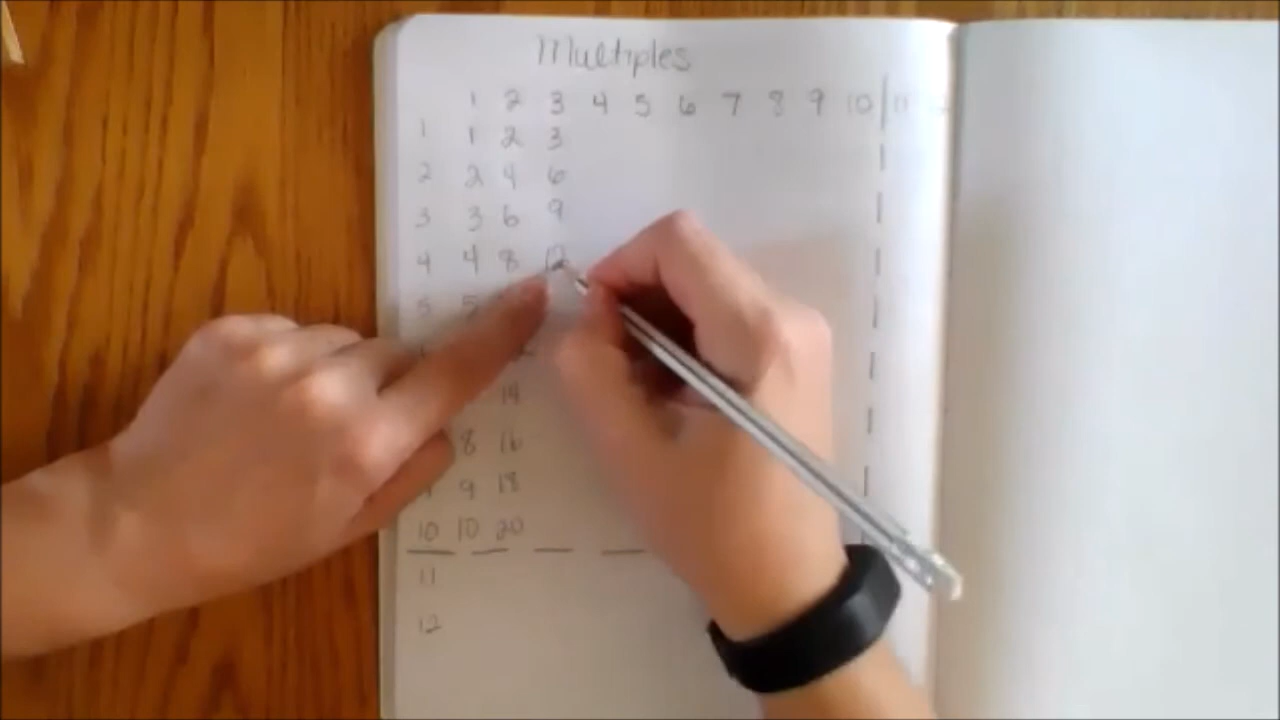 Multiples
1 2 3 4 5 6 7 8 9 10 11
1 1 2 3
2 2 4 6
3 3 6 9
4 4 8 12
5 5
14
8 16
9 18
10 10 20
11
12